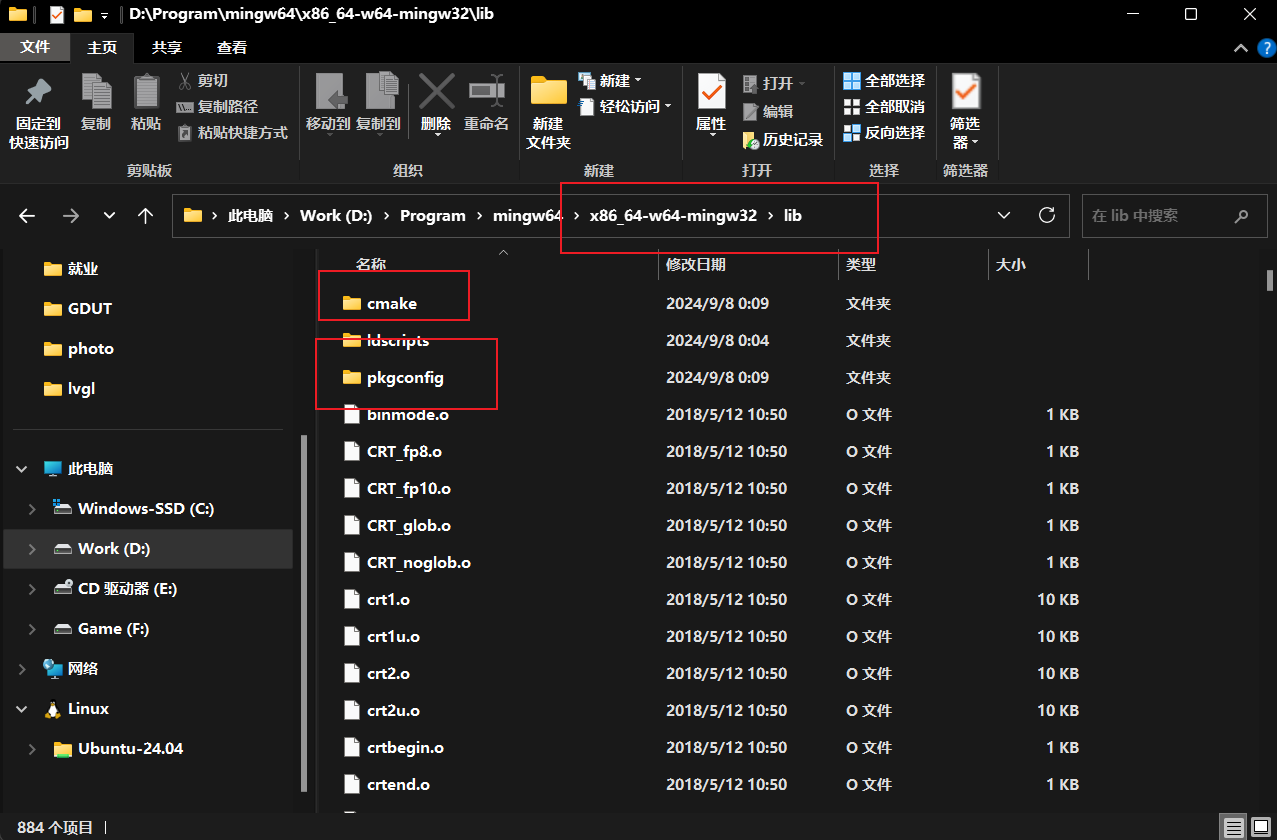 D:\Program\mingw64\x86_64-w64-mingw32\lib
文件 主页 共享 查看
固定到快速访问
复制
粘贴
剪切
复制路径
粘贴快捷方式
移动到
复制到
删除
重命名
新建文件夹
新建
轻松访问
属性
打开
编辑
历史记录
全部选择
全部取消
反向选择
筛选器
剪贴板 组织 新建 打开 选择 筛选器
此电脑 › Work (D:) › Program › mingw64 › x86_64-w64-mingw32 › lib
在 lib 中搜索
就业
GDUT
photo
lvgl
此电脑
Windows-SSD (C:)
Work (D:)
CD 驱动器 (E:)
Game (F:)
网络
Linux
Ubuntu-24.04
名称 修改日期 类型 大小
cmake 2024/9/8 0:09 文件夹
ldscripts 2024/9/8 0:04 文件夹
pkgconfig 2024/9/8 0:09 文件夹
binmode.o 2018/5/12 10:50 O 文件 1 KB
CRT_fp8.o 2018/5/12 10:50 O 文件 1 KB
CRT_fp10.o 2018/5/12 10:50 O 文件 1 KB
CRT_glob.o 2018/5/12 10:50 O 文件 1 KB
CRT_noglob.o 2018/5/12 10:50 O 文件 1 KB
crt1.o 2018/5/12 10:50 O 文件 10 KB
crt1u.o 2018/5/12 10:50 O 文件 10 KB
crt2.o 2018/5/12 10:50 O 文件 10 KB
crt2u.o 2018/5/12 10:50 O 文件 10 KB
crtbegin.o 2018/5/12 10:50 O 文件 1 KB
crtend.o 2018/5/12 10:50 O 文件 1 KB
884 个项目